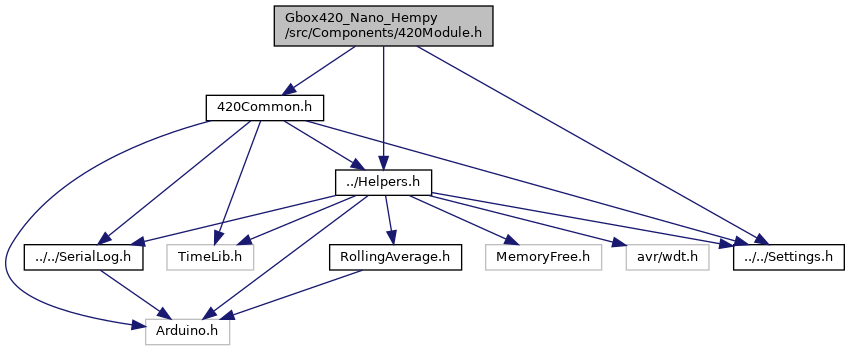 Gbox420_Nano_Hempy
/src/Components/420Module.h
420Common.h
../Helpers.h
../../SerialLog.h
TimeLib.h
RollingAverage.h
MemoryFree.h
avr/wdt.h
../../Settings.h
Arduino.h